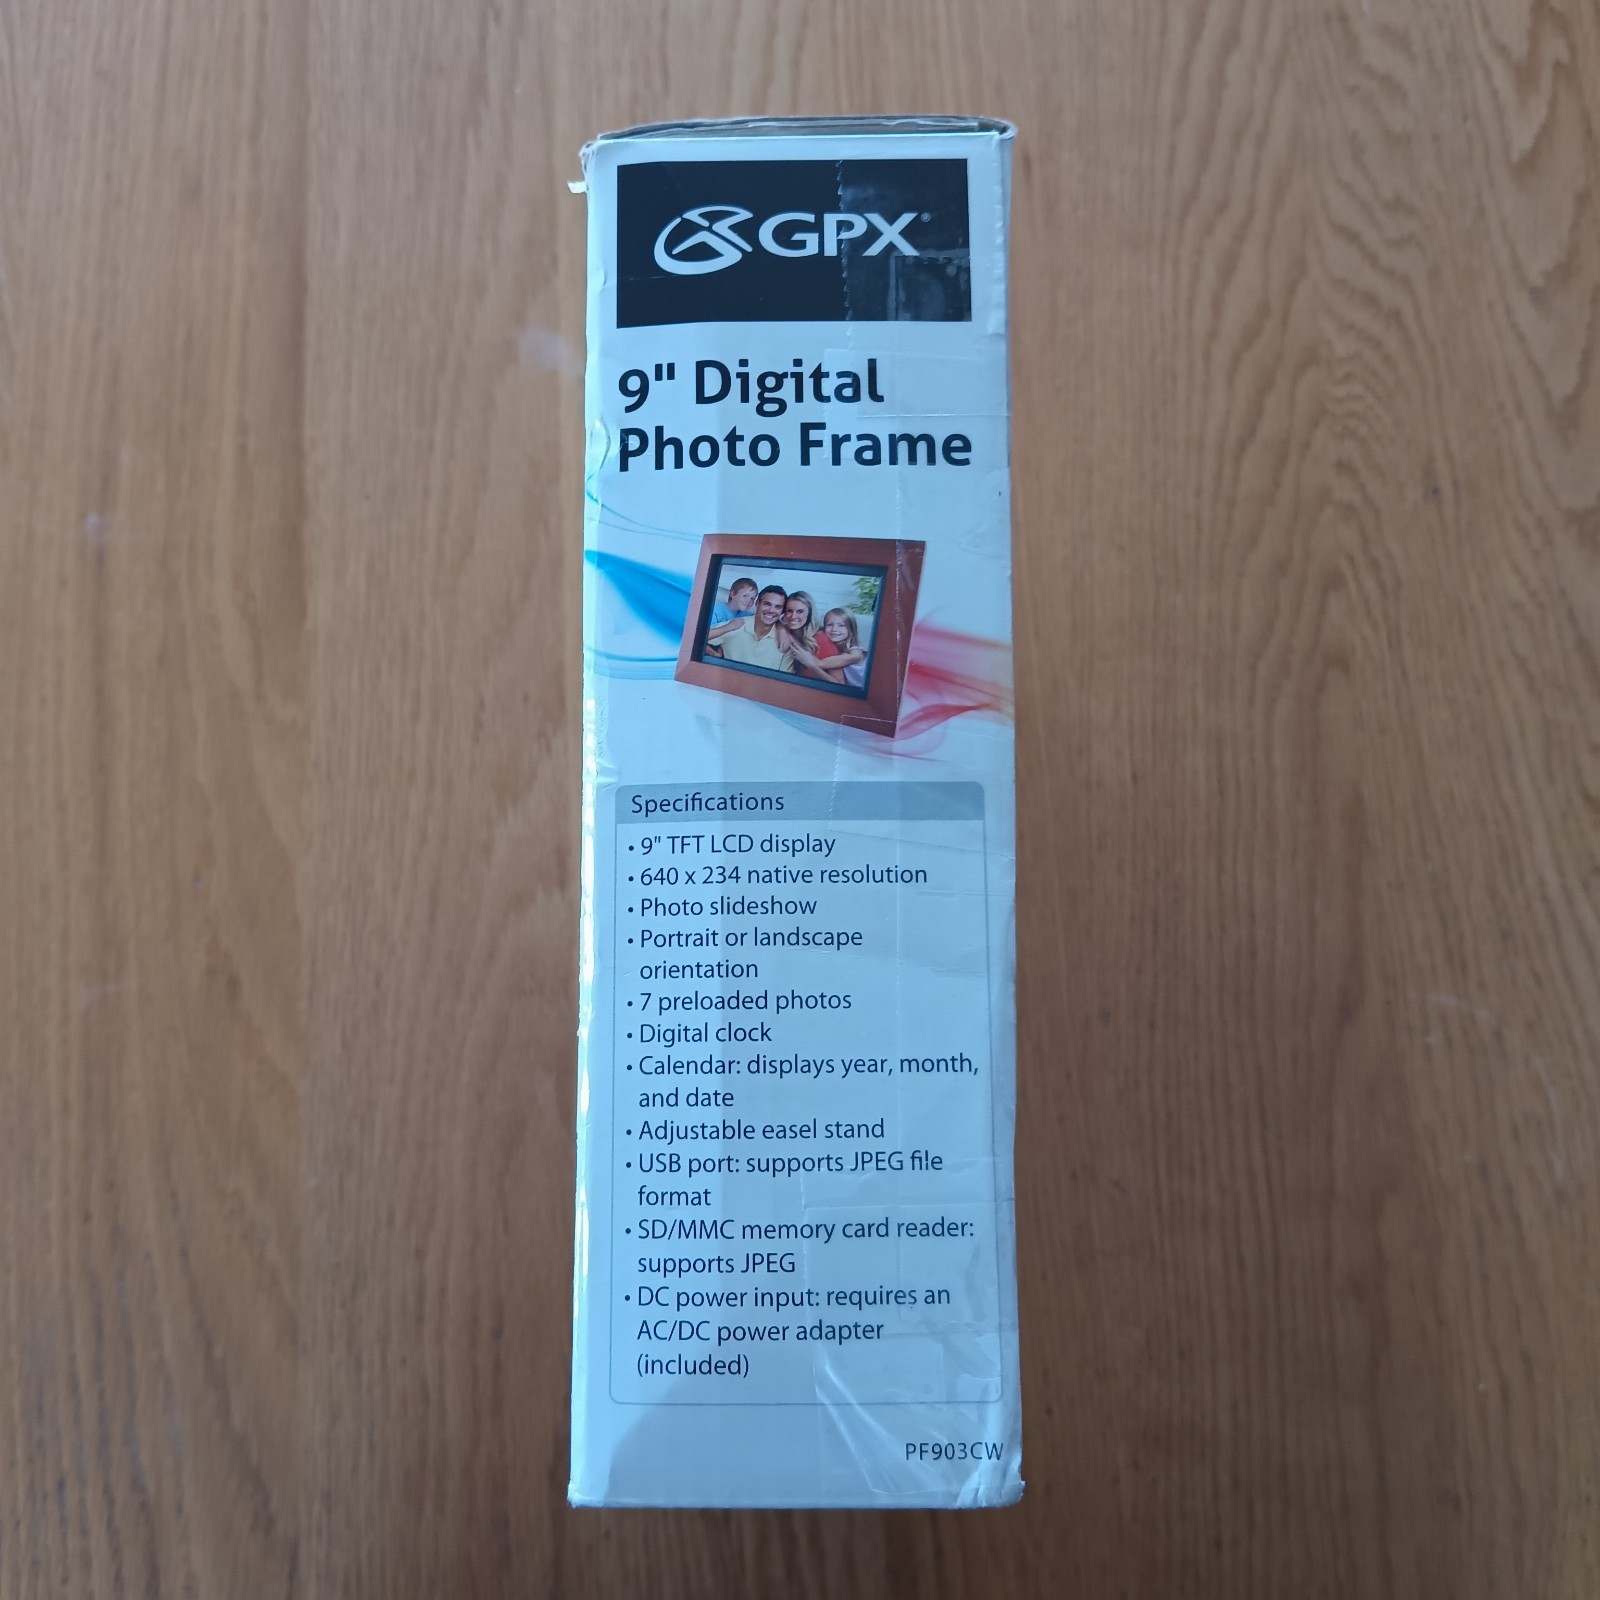 GPX®
9" Digital
Photo Frame
Specifications
• 9" TFT LCD display
• 640 x 234 native resolution
• Photo slideshow
• Portrait or landscape
orientation
• 7 preloaded photos
• Digital clock
• Calendar: displays year, month,
and date
• Adjustable easel stand
• USB port: supports JPEG file
format
• SD/MMC memory card reader:
supports JPEG
• DC power input: requires an
AC/DC power adapter
(included)
PF903CW